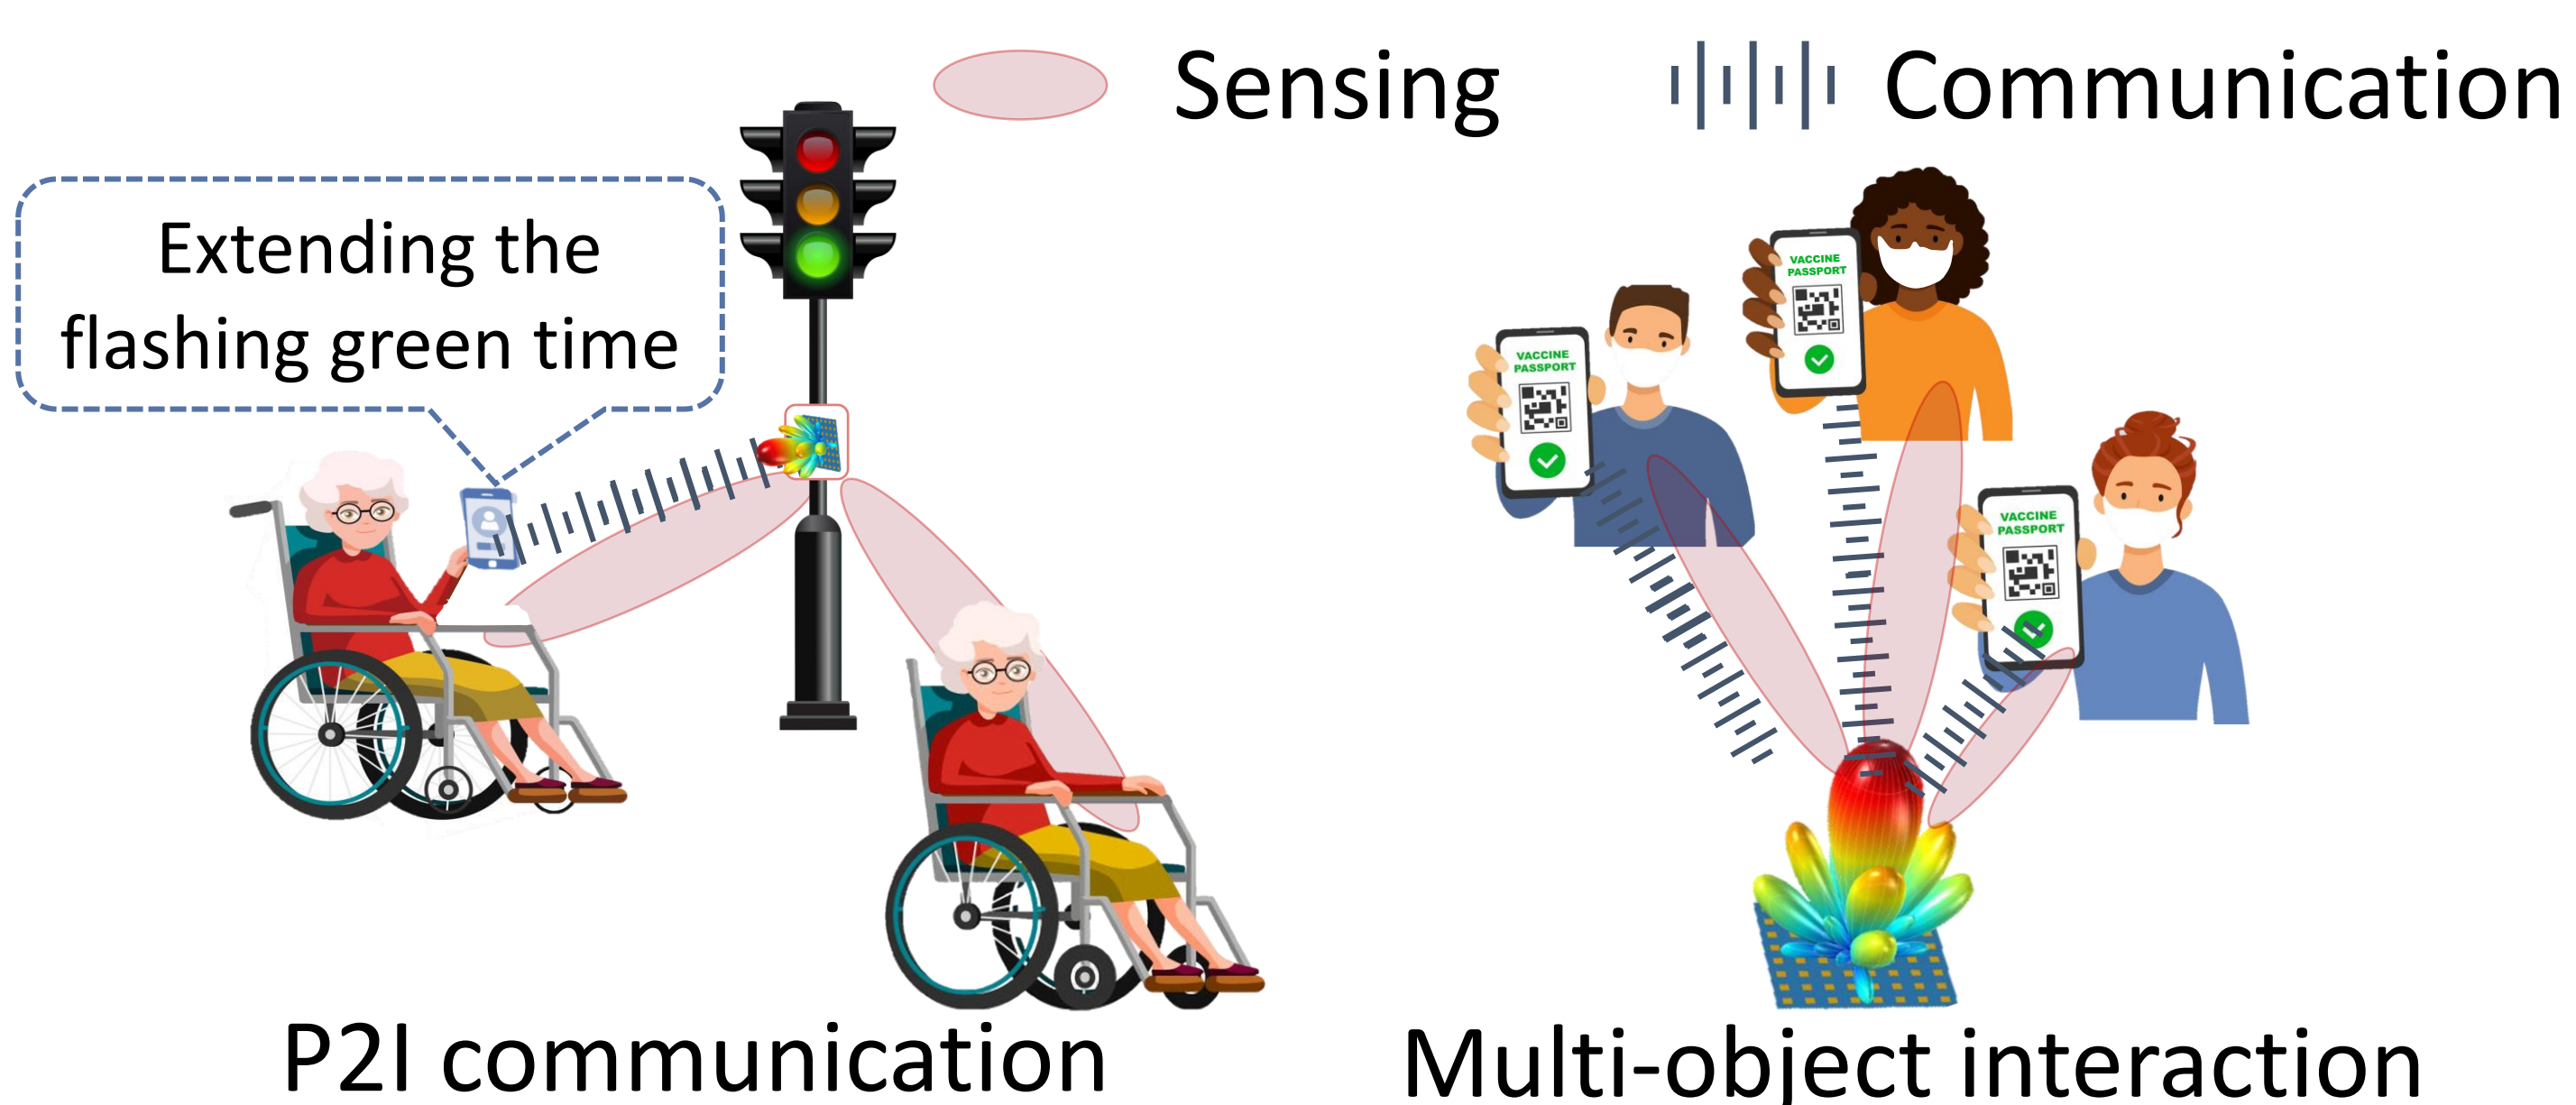 Sensing
Communication
Extending the
flashing green time
VACCINE
PASSPORT
VACCINE
PASSPORT
VACCINE
PASSPORT
P2I communication
Multi-object interaction